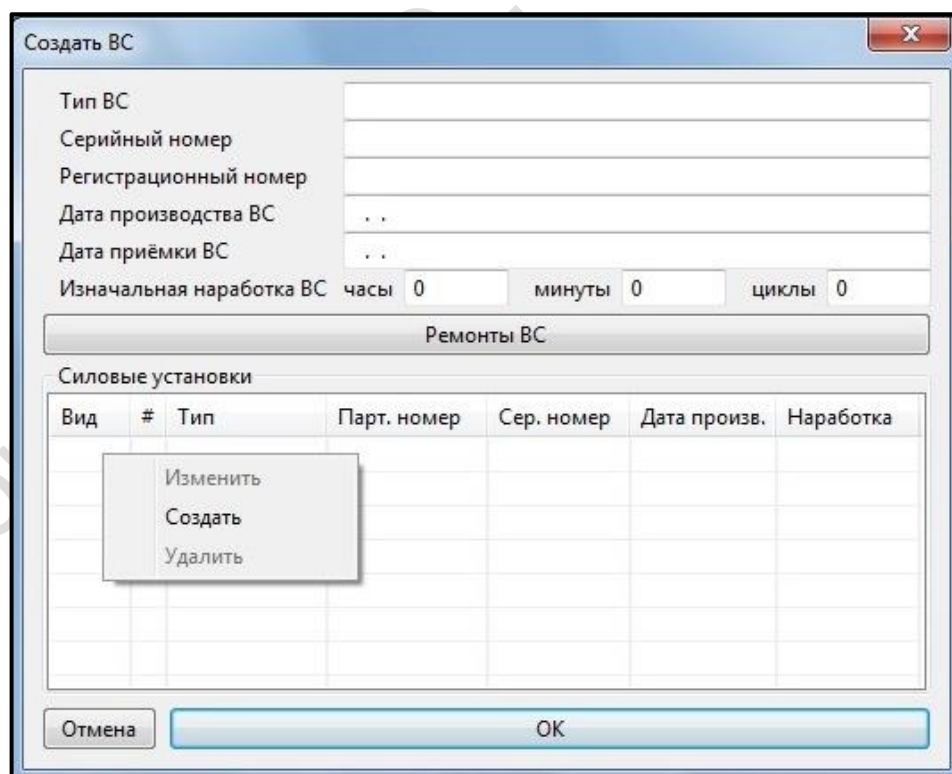 Создать ВС
Тип ВС
Серийный номер
Регистрационный номер
Дата производства ВС . .
Дата приёмки ВС . .
Изначальная наработка ВС часы 0 минуты 0 циклы 0
Ремонты ВС
Силовые установки
Вид # Тип Парт. номер Сер. номер Дата произв. Наработка
Изменить
Создать
Удалить
Отмена OK